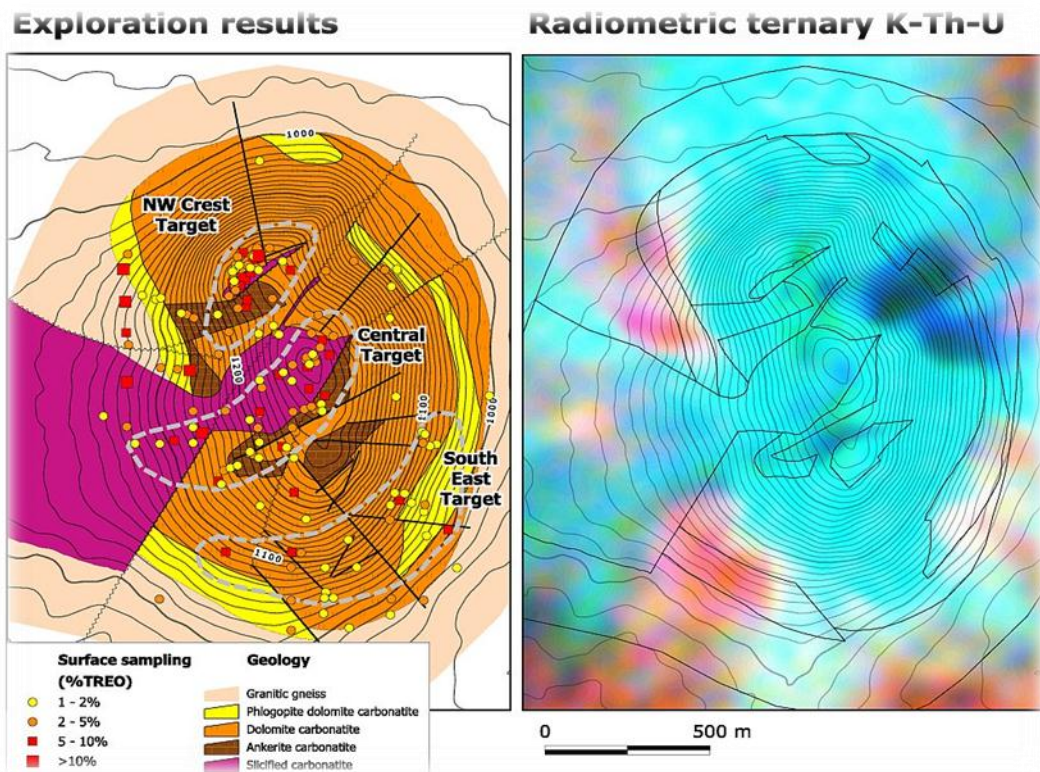 Exploration results
Radiometric ternary K-Th-U
1000
NW Crest
Target
Central
Target
1200
1100
1000
South
East
Target
1100
Surface sampling
(%TREO)
1 - 2%
2 - 5%
5 - 10%
>10%
Geology
Granitic gneiss
Phlogopite dolomite carbonatite
Dolomite carbonatite
Ankerite carbonatite
Slicified carbonatite
0 500 m